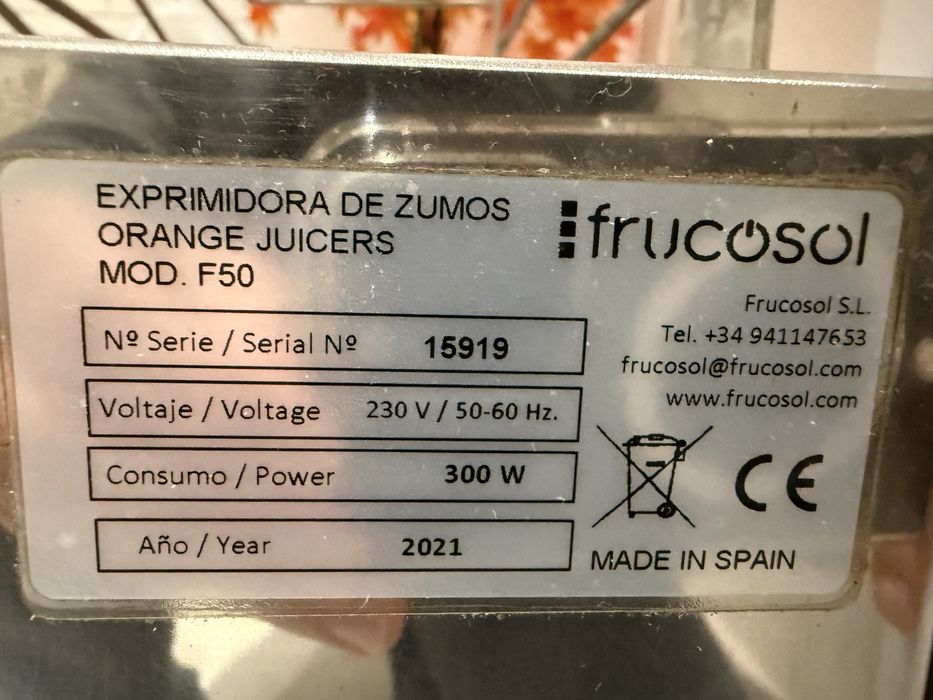 EXPRIMIDORA DE ZUMOS
ORANGE JUICERS
MOD. F50
frucosol
Frucosol S.L.
Tel. +34 941147653
frucosol@frucosol.com
www.frucosol.com
Nº Serie / Serial Nº 15919
Voltaje / Voltage 230 V / 50-60 Hz.
Consumo / Power 300 W
Año / Year 2021
CE
MADE IN SPAIN